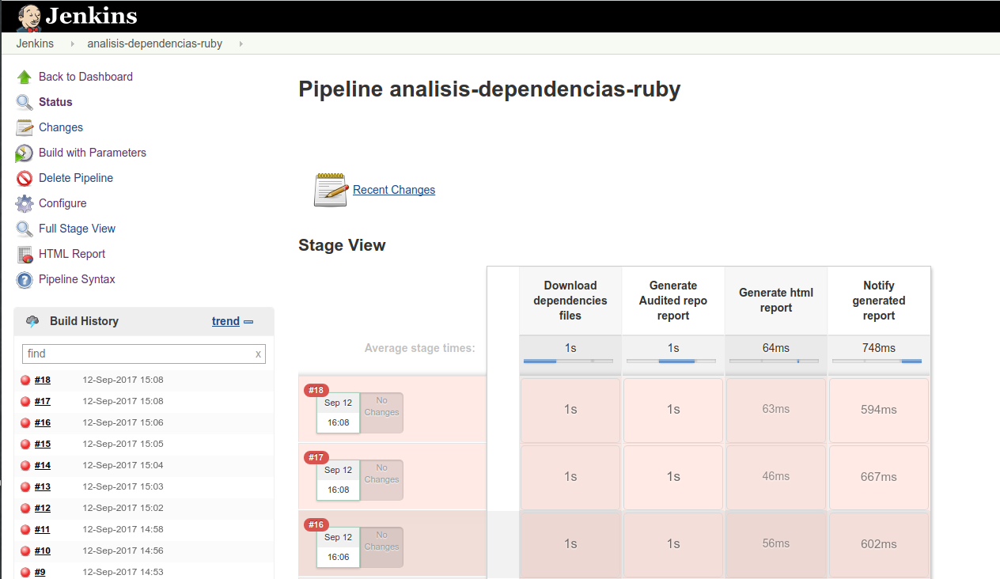 Jenkins
Jenkins
analisis-dependencias-ruby
Back to Dashboard
Status
Changes
Build with Parameters
Delete Pipeline
Configure
Full Stage View
HTML Report
Pipeline Syntax
Build History
trend
find
x
#18 12-Sep-2017 15:08
#17 12-Sep-2017 15:08
#16 12-Sep-2017 15:06
#15 12-Sep-2017 15:05
#14 12-Sep-2017 15:04
#13 12-Sep-2017 15:03
#12 12-Sep-2017 15:02
#11 12-Sep-2017 14:58
#10 12-Sep-2017 14:56
#9 12-Sep-2017 14:53
Pipeline analisis-dependencias-ruby
Recent Changes
Stage View
Download
dependencies
files
Generate
Audited repo
report
Generate html
report
Notify
generated
report
Average stage times:
1s
1s
64ms
748ms
#18
Sep 12
16:08
No
Changes
1s
1s
63ms
594ms
#17
Sep 12
16:08
No
Changes
1s
1s
46ms
667ms
#16
Sep 12
16:06
No
Changes
1s
1s
56ms
602ms